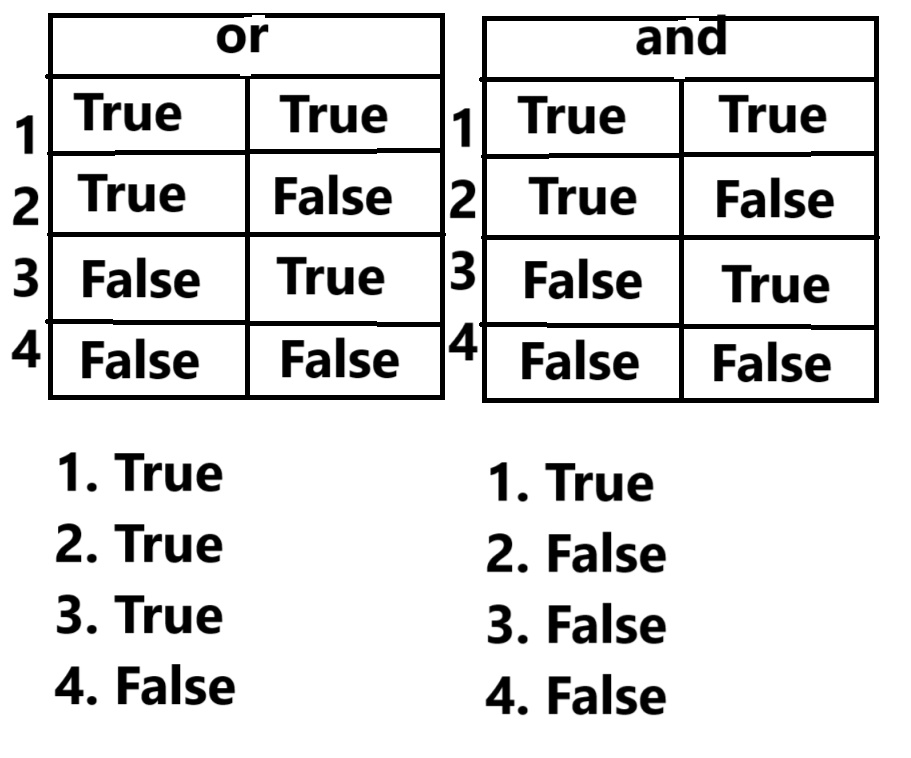 or
1 True True
2 True False
3 False True
4 False False
1. True
2. True
3. True
4. False
and
1 True True
2 True False
3 False True
4 False False
1. True
2. False
3. False
4. False